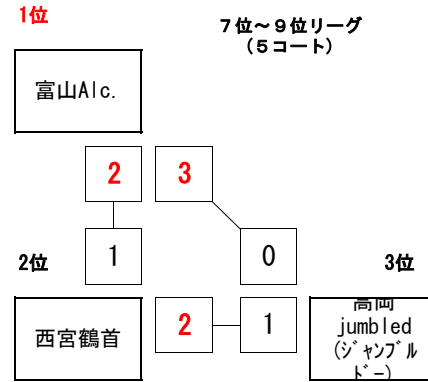 1位
7位～9位リーグ
(5コート)
富山Alc.
2 3
1 0
2位
3位
西宮鶴首
2 1
高岡
jumbled
(ｼﾞｬﾝﾌﾞﾙ
ﾄﾞｰ)